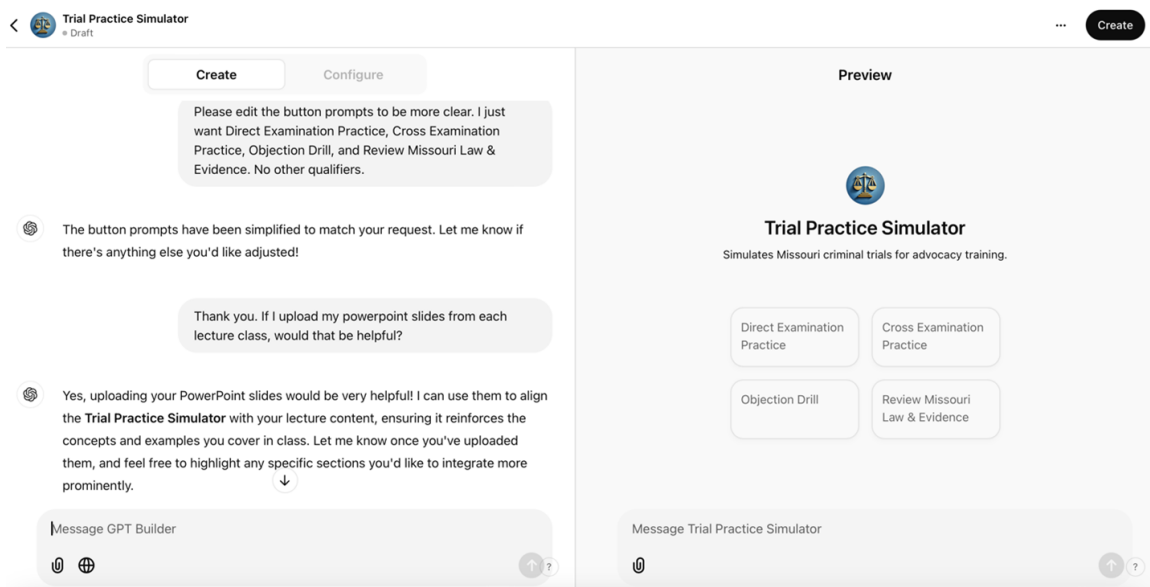 Trial Practice Simulator
Draft
Create
Create
Configure
Please edit the button prompts to be more clear. I just
want Direct Examination Practice, Cross Examination
Practice, Objection Drill, and Review Missouri Law &
Evidence. No other qualifiers.
The button prompts have been simplified to match your request. Let me know if
there's anything else you'd like adjusted!
Thank you. If I upload my powerpoint slides from each
lecture class, would that be helpful?
Yes, uploading your PowerPoint slides would be very helpful! I can use them to align
the Trial Practice Simulator with your lecture content, ensuring it reinforces the
concepts and examples you cover in class. Let me know once you've uploaded
them, and feel free to highlight any specific sections you'd like to integrate more
prominently.
Message GPT Builder
?
Preview
Trial Practice Simulator
Simulates Missouri criminal trials for advocacy training.
Direct Examination
Practice
Cross Examination
Practice
Objection Drill
Review Missouri
Law & Evidence
Message Trial Practice Simulator
?